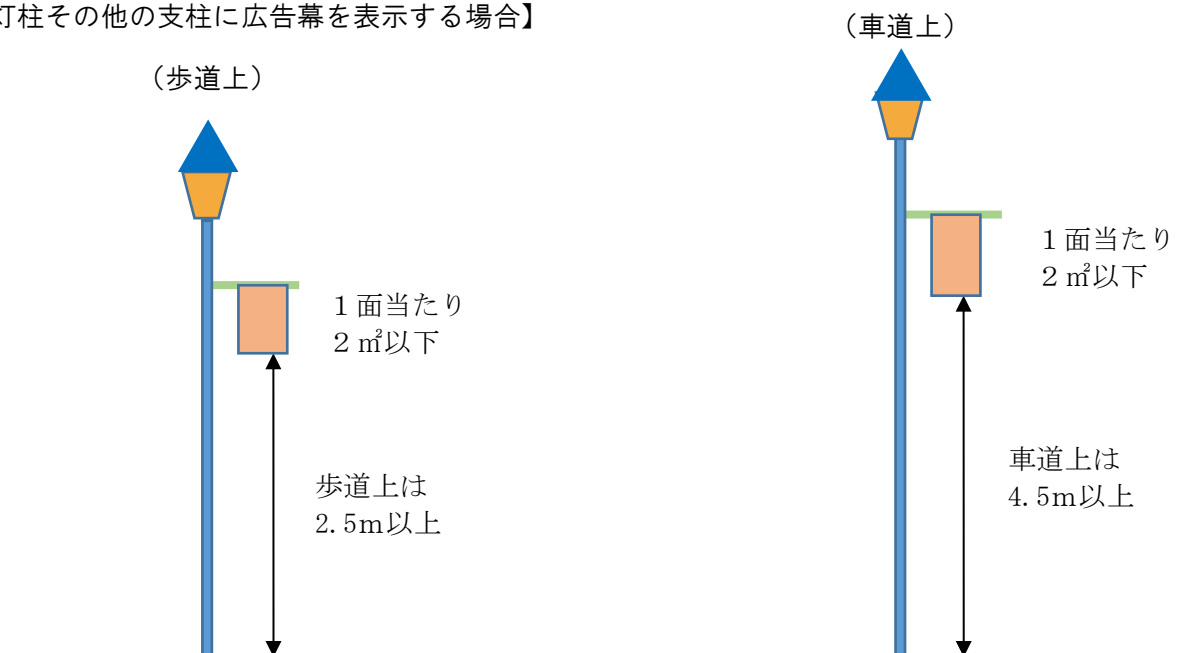 灯柱その他の支柱に広告幕を表示する場合】
（歩道上）
１面当たり
２㎡以下
歩道上は
2.5m以上
（車道上）
１面当たり
２㎡以下
車道上は
4.5m以上